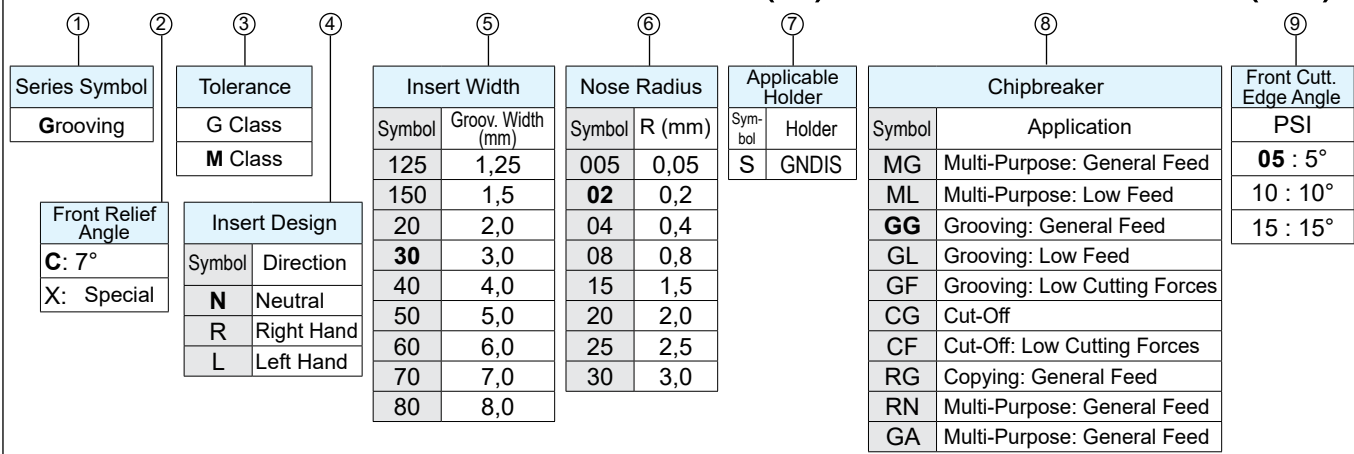 ① ② ③ ④ ⑤ ⑥ ⑦ ⑧ ⑨
Series Symbol
Grooving
Front Relief
Angle
C: 7°
X: Special
Tolerance
G Class
M Class
Insert Design
Symbol Direction
N Neutral
R Right Hand
L Left Hand
Insert Width
Symbol Groov. Width
(mm)
125 1,25
150 1,5
20 2,0
30 3,0
40 4,0
50 5,0
60 6,0
70 7,0
80 8,0
Nose Radius
Symbol R (mm)
005 0,05
02 0,2
04 0,4
08 0,8
15 1,5
20 2,0
25 2,5
30 3,0
Applicable
Holder
Sym-
bol Holder
S GNDIS
Chipbreaker
Symbol Application
MG Multi-Purpose: General Feed
ML Multi-Purpose: Low Feed
GG Grooving: General Feed
GL Grooving: Low Feed
GF Grooving: Low Cutting Forces
CG Cut-Off
CF Cut-Off: Low Cutting Forces
RG Copying: General Feed
RN Multi-Purpose: General Feed
GA Multi-Purpose: General Feed
Front Cutt.
Edge Angle
PSI
05 : 5°
10 : 10°
15 : 15°